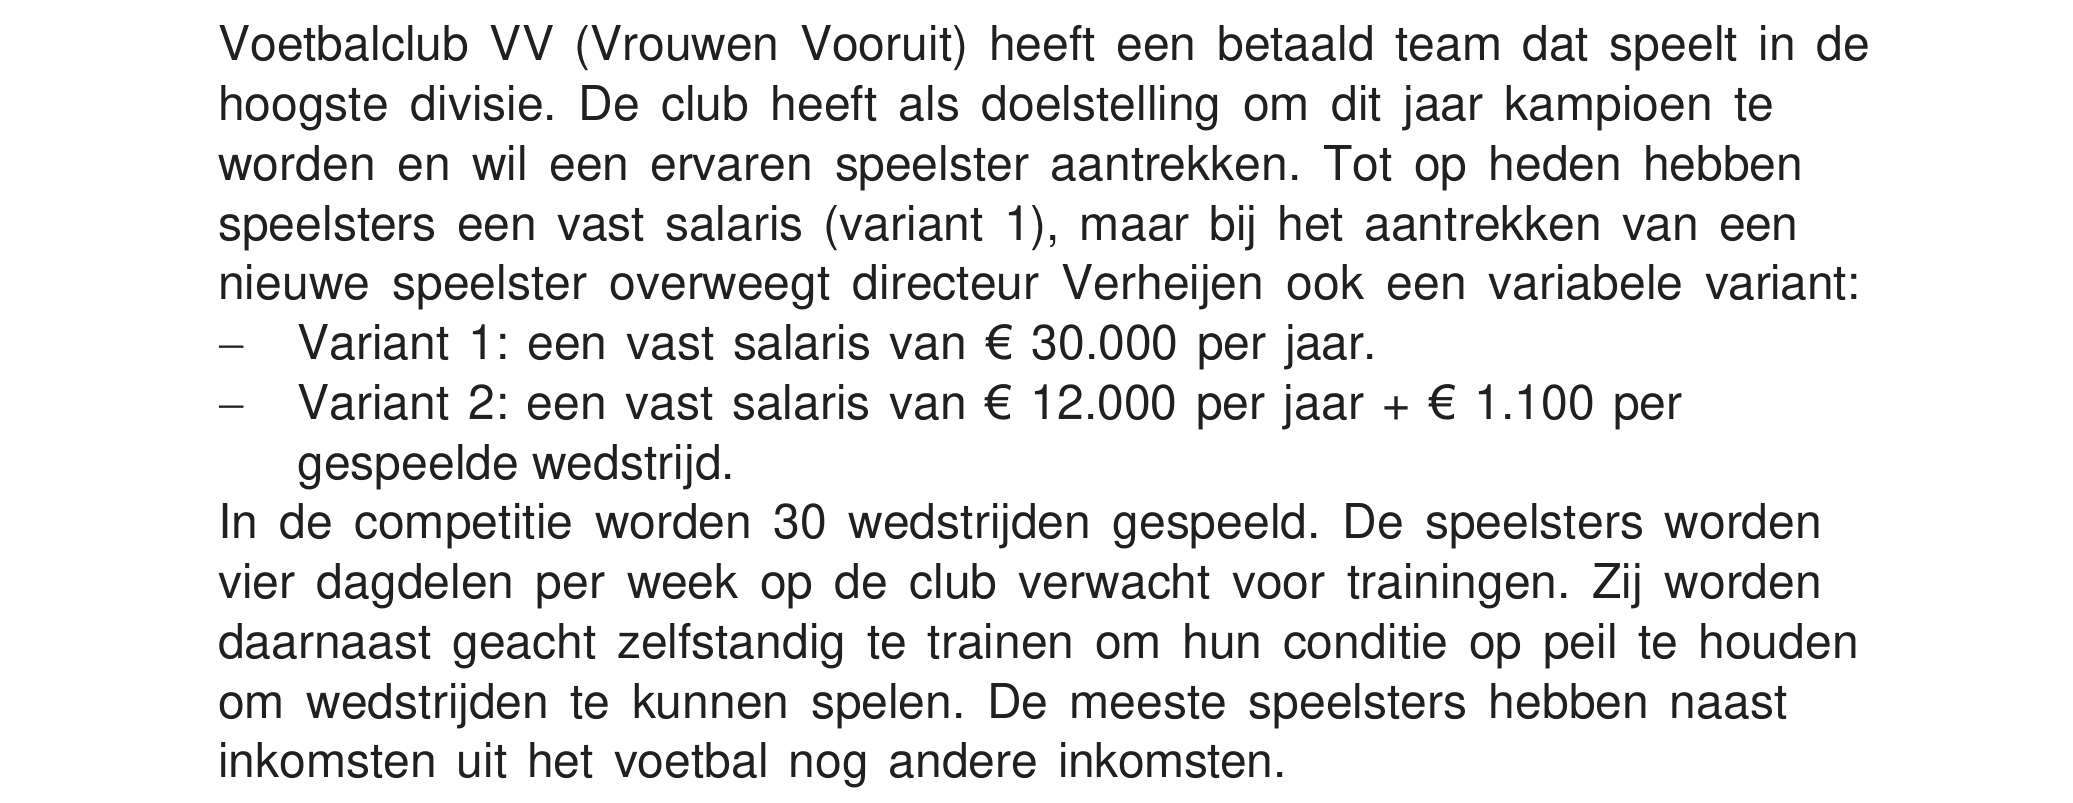 Voetbalclub VV (Vrouwen Vooruit) heeft een betaald team dat speelt in de
hoogste divisie. De club heeft als doelstelling om dit jaar kampioen te
worden en wil een ervaren speelster aantrekken. Tot op heden hebben
speelsters een vast salaris (variant 1), maar bij het aantrekken van een
nieuwe speelster overweegt directeur Verheijen ook een variabele variant:
− Variant 1: een vast salaris van € 30.000 per jaar.
− Variant 2: een vast salaris van € 12.000 per jaar + € 1.100 per
gespeelde wedstrijd.
In de competitie worden 30 wedstrijden gespeeld. De speelsters worden
vier dagdelen per week op de club verwacht voor trainingen. Zij worden
daarnaast geacht zelfstandig te trainen om hun conditie op peil te houden
om wedstrijden te kunnen spelen. De meeste speelsters hebben naast
inkomsten uit het voetbal nog andere inkomsten.